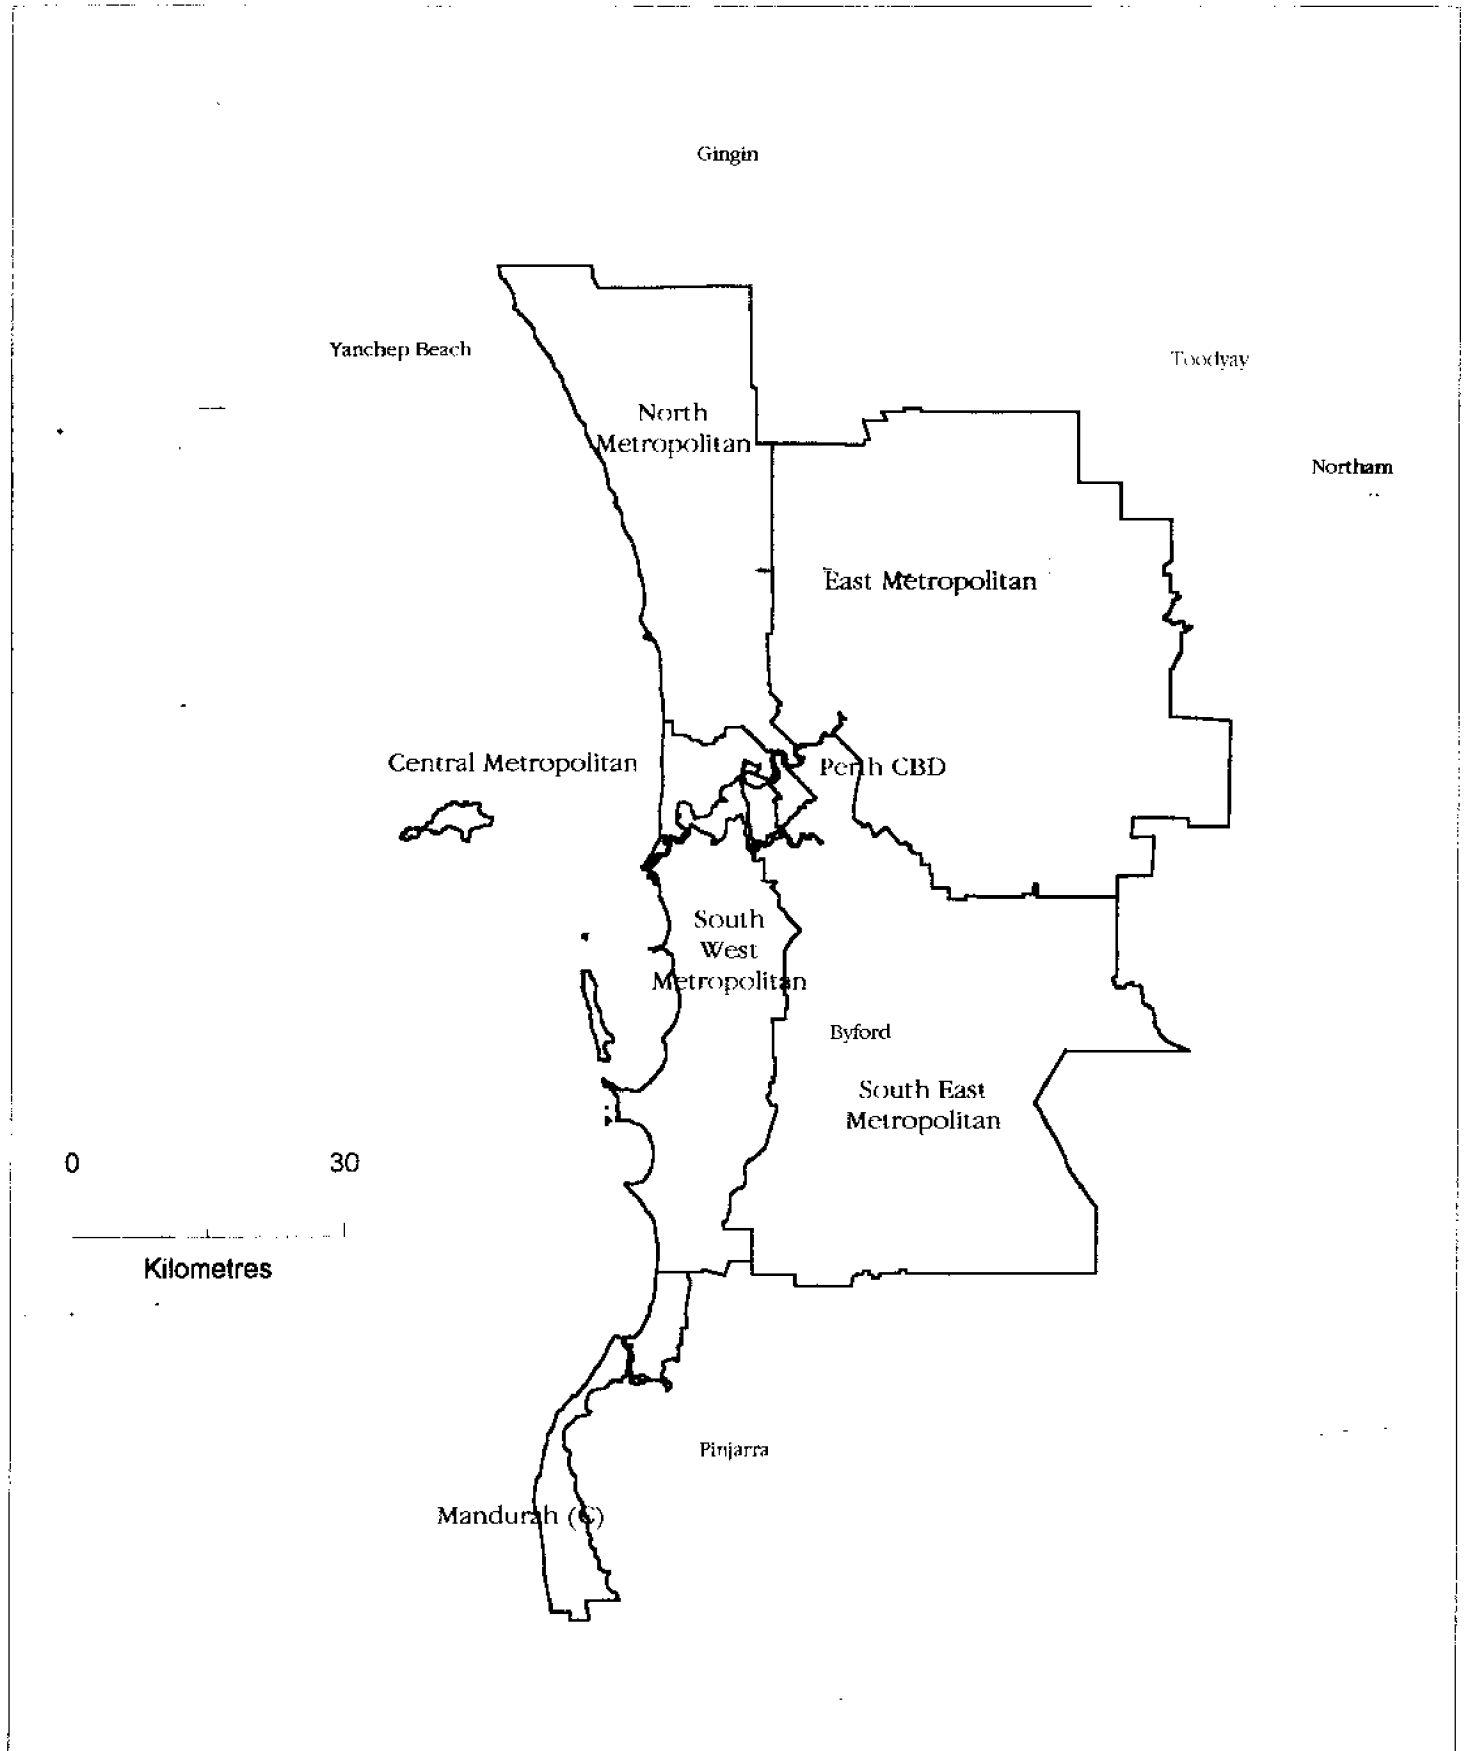 Gingin
Yanchep Beach
Toodyay
North
Metropolitan
Northam
East Metropolitan
Central Metropolitan
Perth CBD
South
West
Metropolitan
Byford
South East
Metropolitan
0 30
Kilometres
Pinjarra
Mandurah (C)